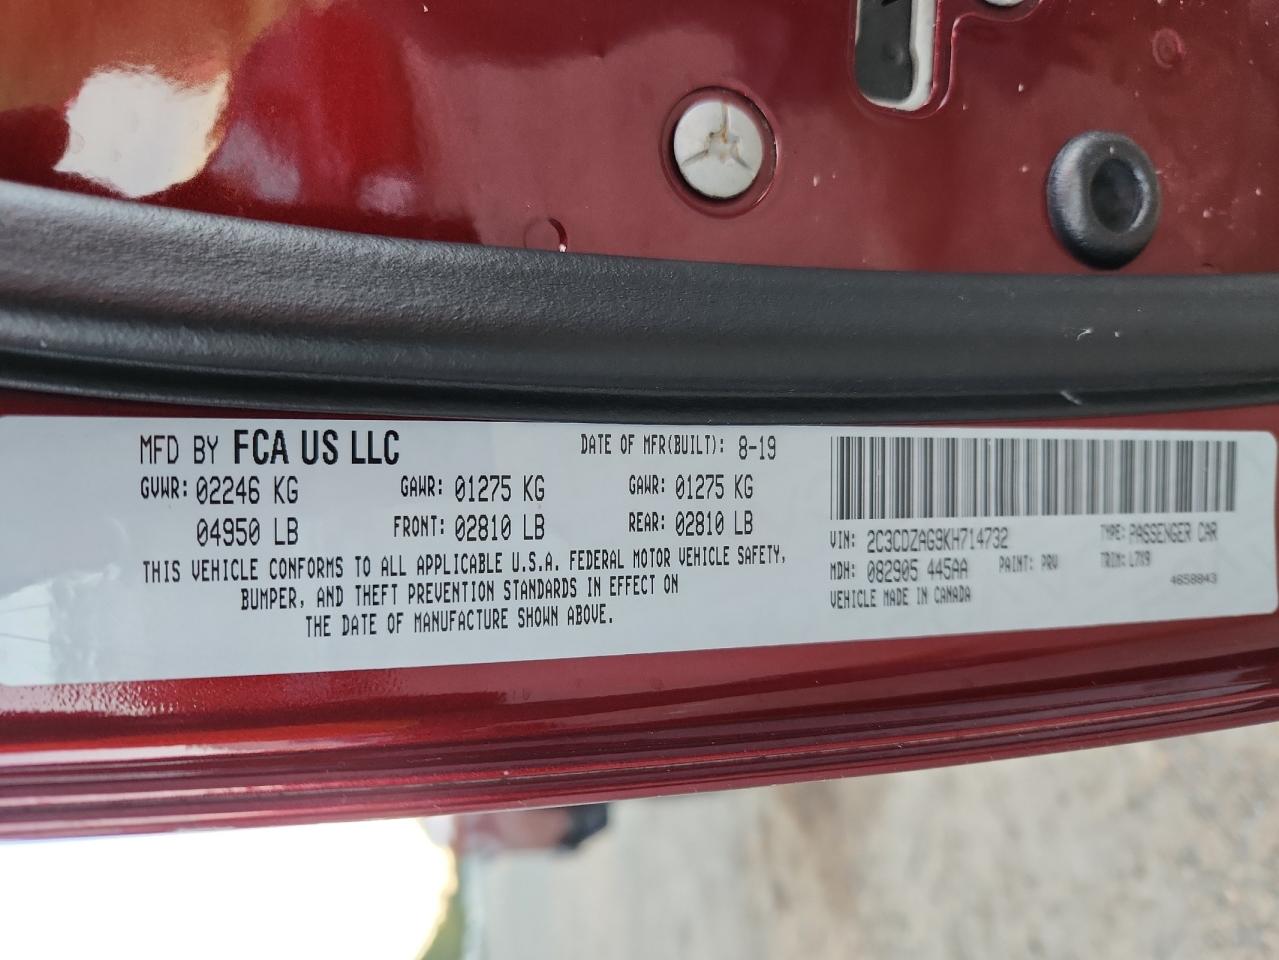 MFD BY FCA US LLC
DATE OF MFR(BUILT): 8-19
GVWR: 02246 KG
GAWR: 01275 KG
GAWR: 01275 KG
04950 LB
FRONT: 02810 LB
REAR: 02810 LB
THIS VEHICLE CONFORMS TO ALL APPLICABLE U.S.A. FEDERAL MOTOR VEHICLE SAFETY,
BUMPER, AND THEFT PREVENTION STANDARDS IN EFFECT ON
THE DATE OF MANUFACTURE SHOWN ABOVE.
VIN: 2C3CDZAG9KH714732
TYPE: PASSENGER CAR
MDH: 082905 445AA
PAINT: PRV
TRIM: L7X9
VEHICLE MADE IN CANADA
4658843